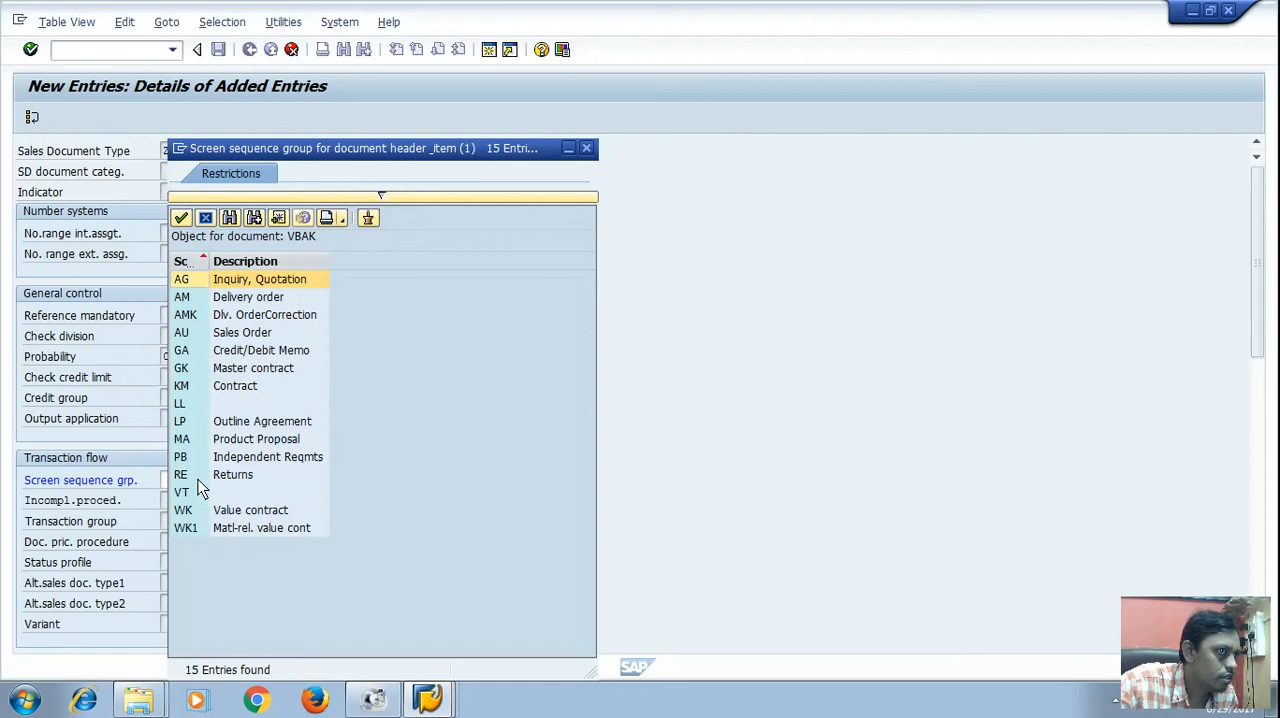 Table View Edit Goto Selection Utilities System Help
New Entries: Details of Added Entries
Sales Document Type
SD document categ.
Indicator
Number systems
No.range int.assgt.
No. range ext. assg.
General control
Reference mandatory
Check division
Probability
Check credit limit
Credit group
Output application
Transaction flow
Screen sequence grp.
Incompl.proced.
Transaction group
Doc. pric. procedure
Status profile
Alt.sales doc. type1
Alt.sales doc. type2
Variant
Screen sequence group for document header _item (1) 15 Entri...
Restrictions
Object for document: VBAK
Sc.. Description
AG Inquiry, Quotation
AM Delivery order
AMK Dlv. OrderCorrection
AU Sales Order
GA Credit/Debit Memo
GK Master contract
KM Contract
LL
LP Outline Agreement
MA Product Proposal
PB Independent Reqmts
RE Returns
VT
WK Value contract
WK1 Matl-rel. value cont
15 Entries found
SAP